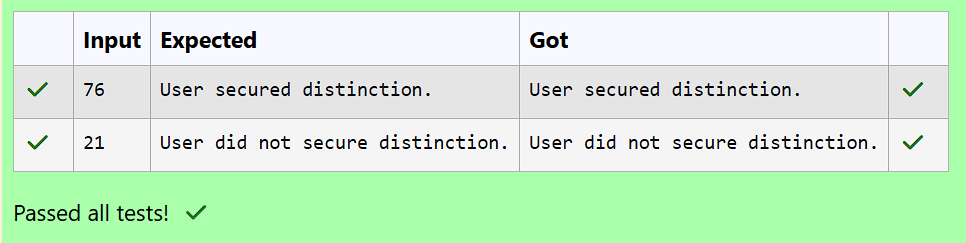 Input Expected Got
76 User secured distinction. User secured distinction.
21 User did not secure distinction. User did not secure distinction.
Passed all tests!